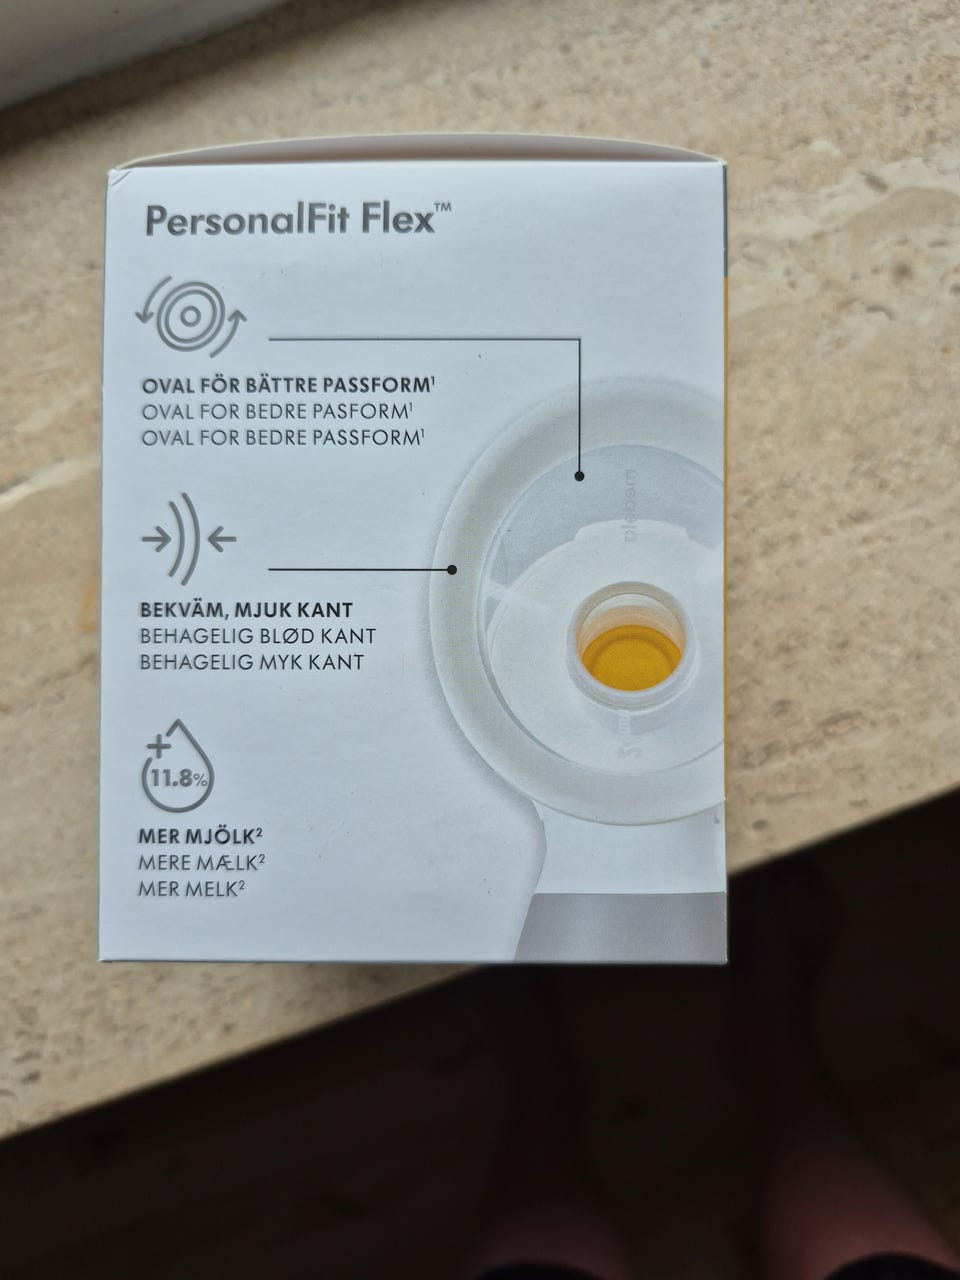 PersonalFit Flex™
OVAL FÖR BÄTTRE PASSFORM¹
OVAL FOR BEDRE PASFORM¹
OVAL FOR BEDRE PASSFORM¹
medela
BEKVÄM, MJUK KANT
BEHAGELIG BLØD KANT
BEHAGELIG MYK KANT
+
11.8%
MER MJÖLK²
MERE MÆLK²
MER MELK²